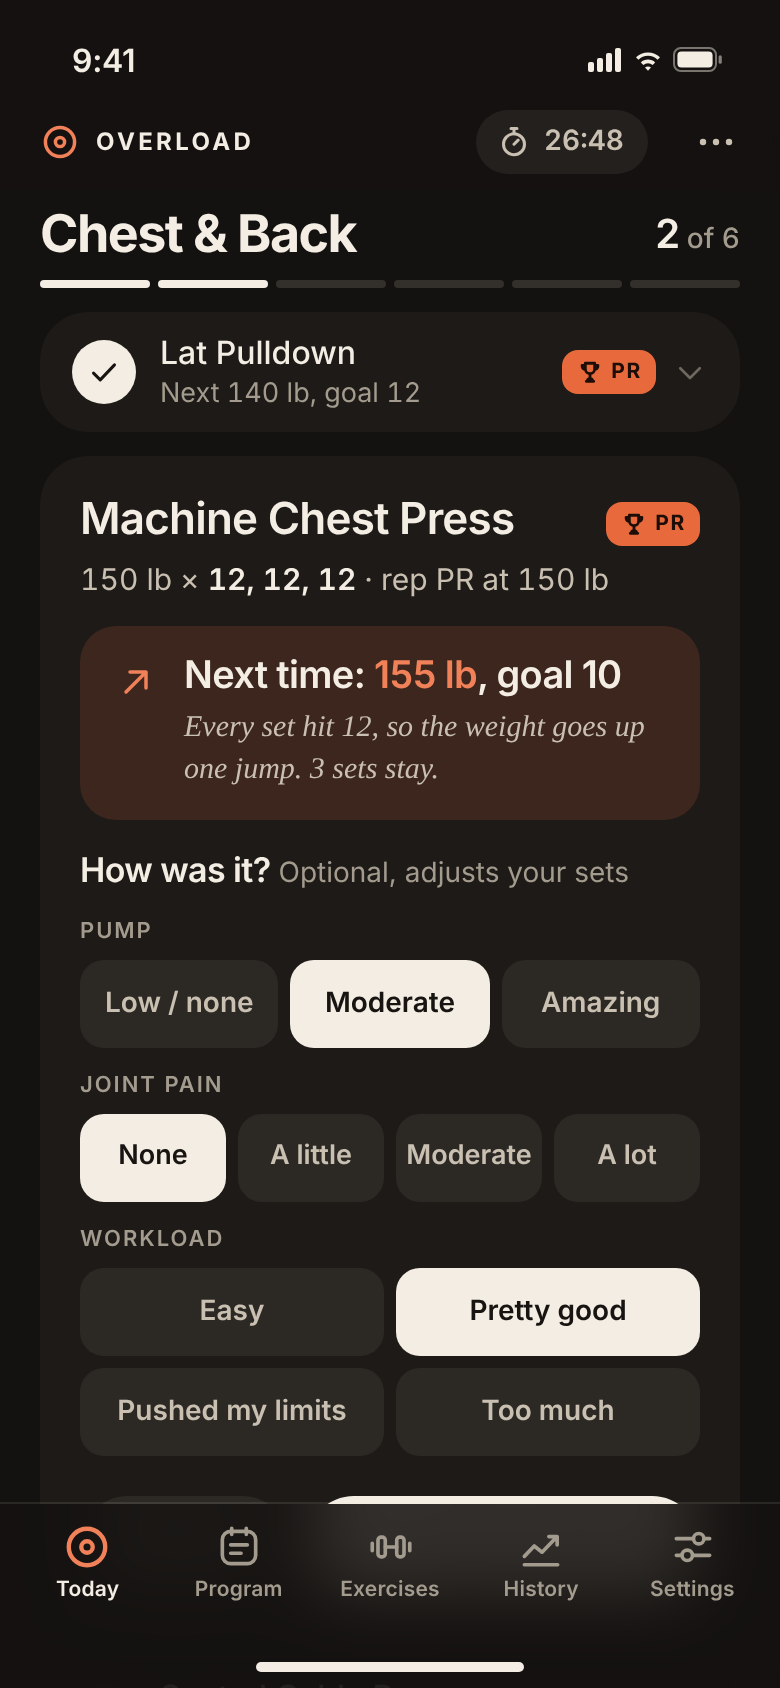 9:41
OVERLOAD
26:48
Chest & Back
2 of 6
Lat Pulldown
Next 140 lb, goal 12
PR
Machine Chest Press
PR
150 lb × 12, 12, 12 · rep PR at 150 lb
Next time: 155 lb, goal 10
Every set hit 12, so the weight goes up
one jump. 3 sets stay.
How was it? Optional, adjusts your sets
PUMP
Low / none
Moderate
Amazing
JOINT PAIN
None
A little
Moderate
A lot
WORKLOAD
Easy
Pretty good
Pushed my limits
Too much
Today
Program
Exercises
History
Settings